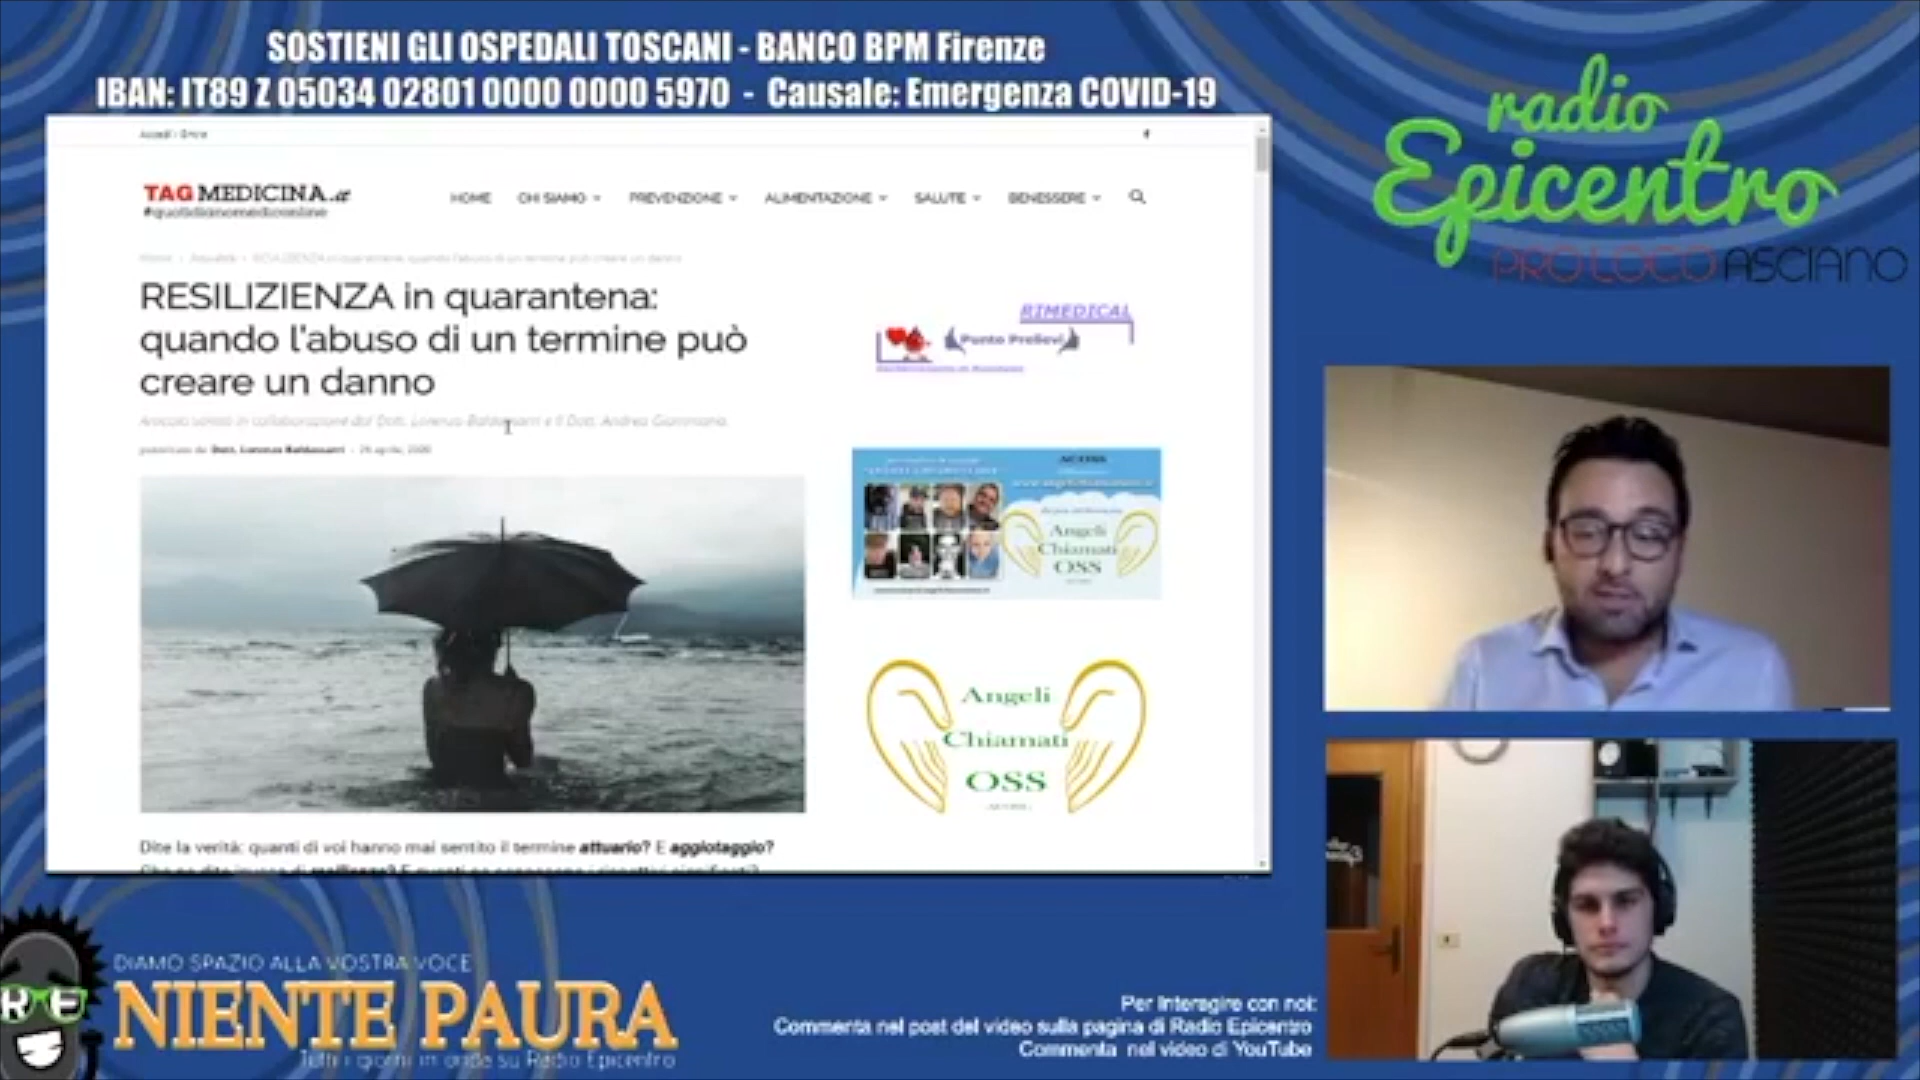 SOSTIENI GLI OSPEDALI TOSCANI - BANCO BPM Firenze
IBAN: IT89 Z 05034 02801 0000 0000 5970 - Causale: Emergenza COVID-19
radio
Epicentro
PRO LOCO ASCIANO
TAG MEDICINA.it
#quotidianomediconline
HOME CHI SIAMO PREVENZIONE ALIMENTAZIONE SALUTE BENESSERE
RESILIZIENZA in quarantena:
quando l'abuso di un termine può
creare un danno
RIMEDICAL
Punto Prelievi
Angeli
Chiamati
OSS
Angeli
Chiamati
OSS
Dite la verità: quanti di voi hanno mai sentito il termine attuario? E aggiotaggio?
DIAMO SPAZIO ALLA VOSTRA VOCE
NIENTE PAURA
Tutti i giorni in onda su Radio Epicentro
Per Interagire con noi:
Commenta nel post del video sulla pagina di Radio Epicentro
Commenta nel video di YouTube